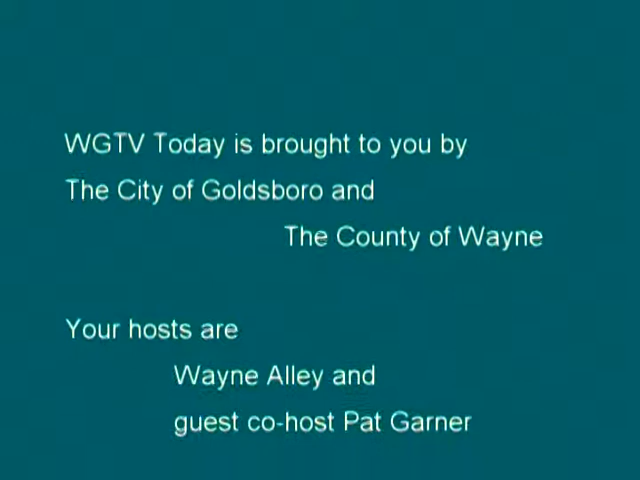 WGTV Today is brought to you by
The City of Goldsboro and
The County of Wayne
Your hosts are
Wayne Alley and
guest co-host Pat Garner